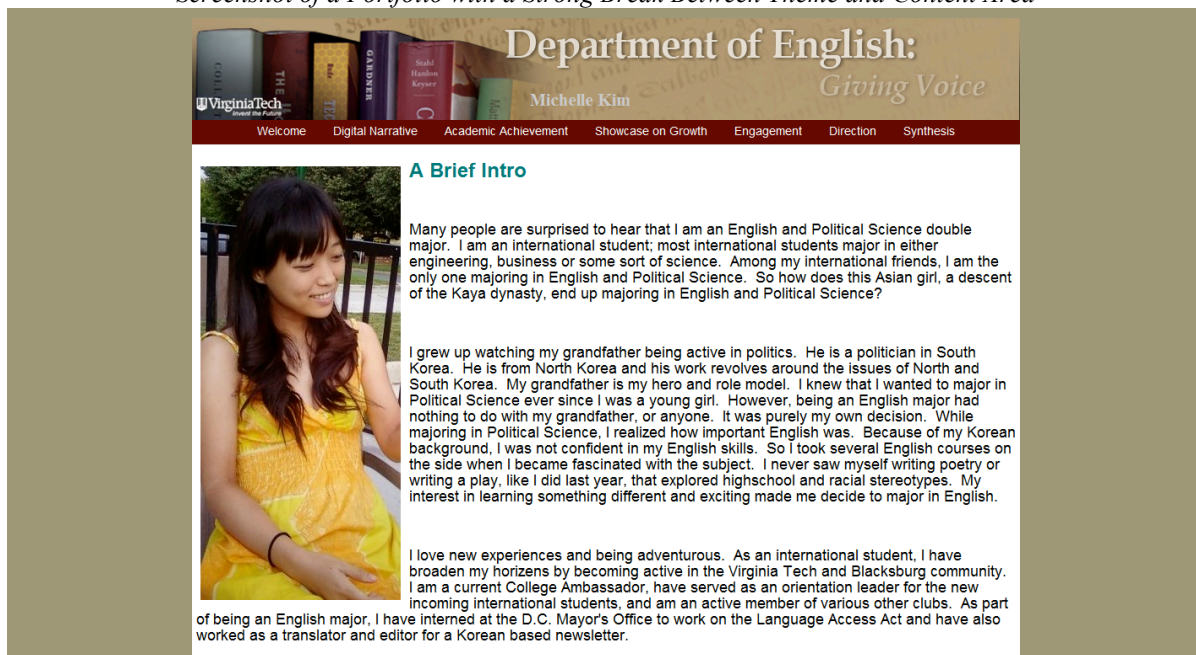 Screenshot of a Portfolio with a Strong Break Between Theme and Content Area
Department of English:
Giving Voice
Michelle Kim
VirginiaTech
Invent the Future
THE
TECH
GARDNER
Stahl
Hanlon
Keyser
Welcome Digital Narrative Academic Achievement Showcase on Growth Engagement Direction Synthesis
A Brief Intro
Many people are surprised to hear that I am an English and Political Science double
major. I am an international student; most international students major in either
engineering, business or some sort of science. Among my international friends, I am the
only one majoring in English and Political Science. So how does this Asian girl, a descent
of the Kaya dynasty, end up majoring in English and Political Science?
I grew up watching my grandfather being active in politics. He is a politician in South
Korea. He is from North Korea and his work revolves around the issues of North and
South Korea. My grandfather is my hero and role model. I knew that I wanted to major in
Political Science ever since I was a young girl. However, being an English major had
nothing to do with my grandfather, or anyone. It was purely my own decision. While
majoring in Political Science, I realized how important English was. Because of my Korean
background, I was not confident in my English skills. So I took several English courses on
the side when I became fascinated with the subject. I never saw myself writing poetry or
writing a play, like I did last year, that explored highschool and racial stereotypes. My
interest in learning something different and exciting made me decide to major in English.
I love new experiences and being adventurous. As an international student, I have
broaden my horizens by becoming active in the Virginia Tech and Blacksburg community.
I am a current College Ambassador, have served as an orientation leader for the new
incoming international students, and am an active member of various other clubs. As part
of being an English major, I have interned at the D.C. Mayor's Office to work on the Language Access Act and have also
worked as a translator and editor for a Korean based newsletter.